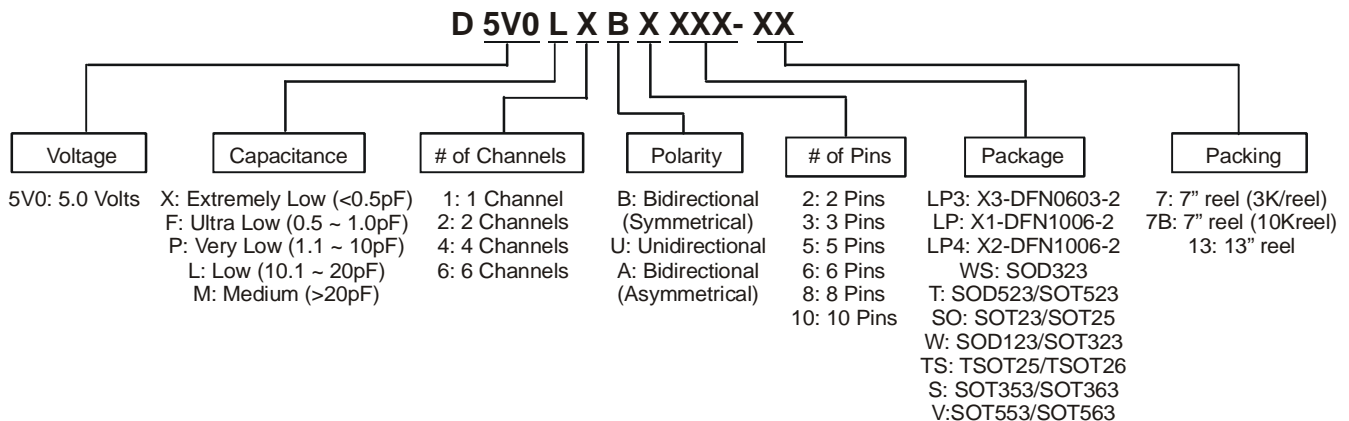 D 5V0 L X B X XXX- XX
Voltage
5V0: 5.0 Volts
Capacitance
X: Extremely Low (<0.5pF)
F: Ultra Low (0.5 ~ 1.0pF)
P: Very Low (1.1 ~ 10pF)
L: Low (10.1 ~ 20pF)
M: Medium (>20pF)
# of Channels
1: 1 Channel
2: 2 Channels
4: 4 Channels
6: 6 Channels
Polarity
B: Bidirectional
(Symmetrical)
U: Unidirectional
A: Bidirectional
(Asymmetrical)
# of Pins
2: 2 Pins
3: 3 Pins
5: 5 Pins
6: 6 Pins
8: 8 Pins
10: 10 Pins
Package
LP3: X3-DFN0603-2
LP: X1-DFN1006-2
LP4: X2-DFN1006-2
WS: SOD323
T: SOD523/SOT523
SO: SOT23/SOT25
W: SOD123/SOT323
TS: TSOT25/TSOT26
S: SOT353/SOT363
V:SOT553/SOT563
Packing
7: 7” reel (3K/reel)
7B: 7” reel (10Kreel)
13: 13” reel